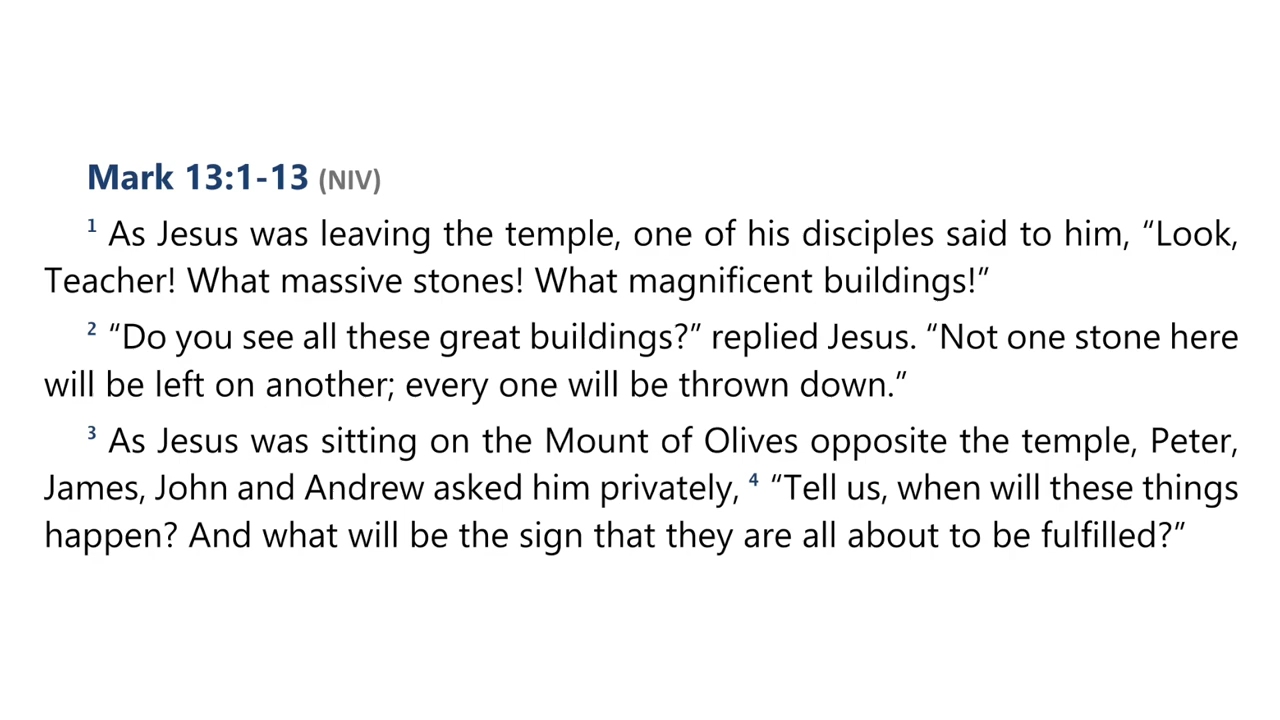 Mark 13:1-13 (NIV)
1 As Jesus was leaving the temple, one of his disciples said to him, “Look,
Teacher! What massive stones! What magnificent buildings!”
2 “Do you see all these great buildings?” replied Jesus. “Not one stone here
will be left on another; every one will be thrown down.”
3 As Jesus was sitting on the Mount of Olives opposite the temple, Peter,
James, John and Andrew asked him privately, 4 “Tell us, when will these things
happen? And what will be the sign that they are all about to be fulfilled?”